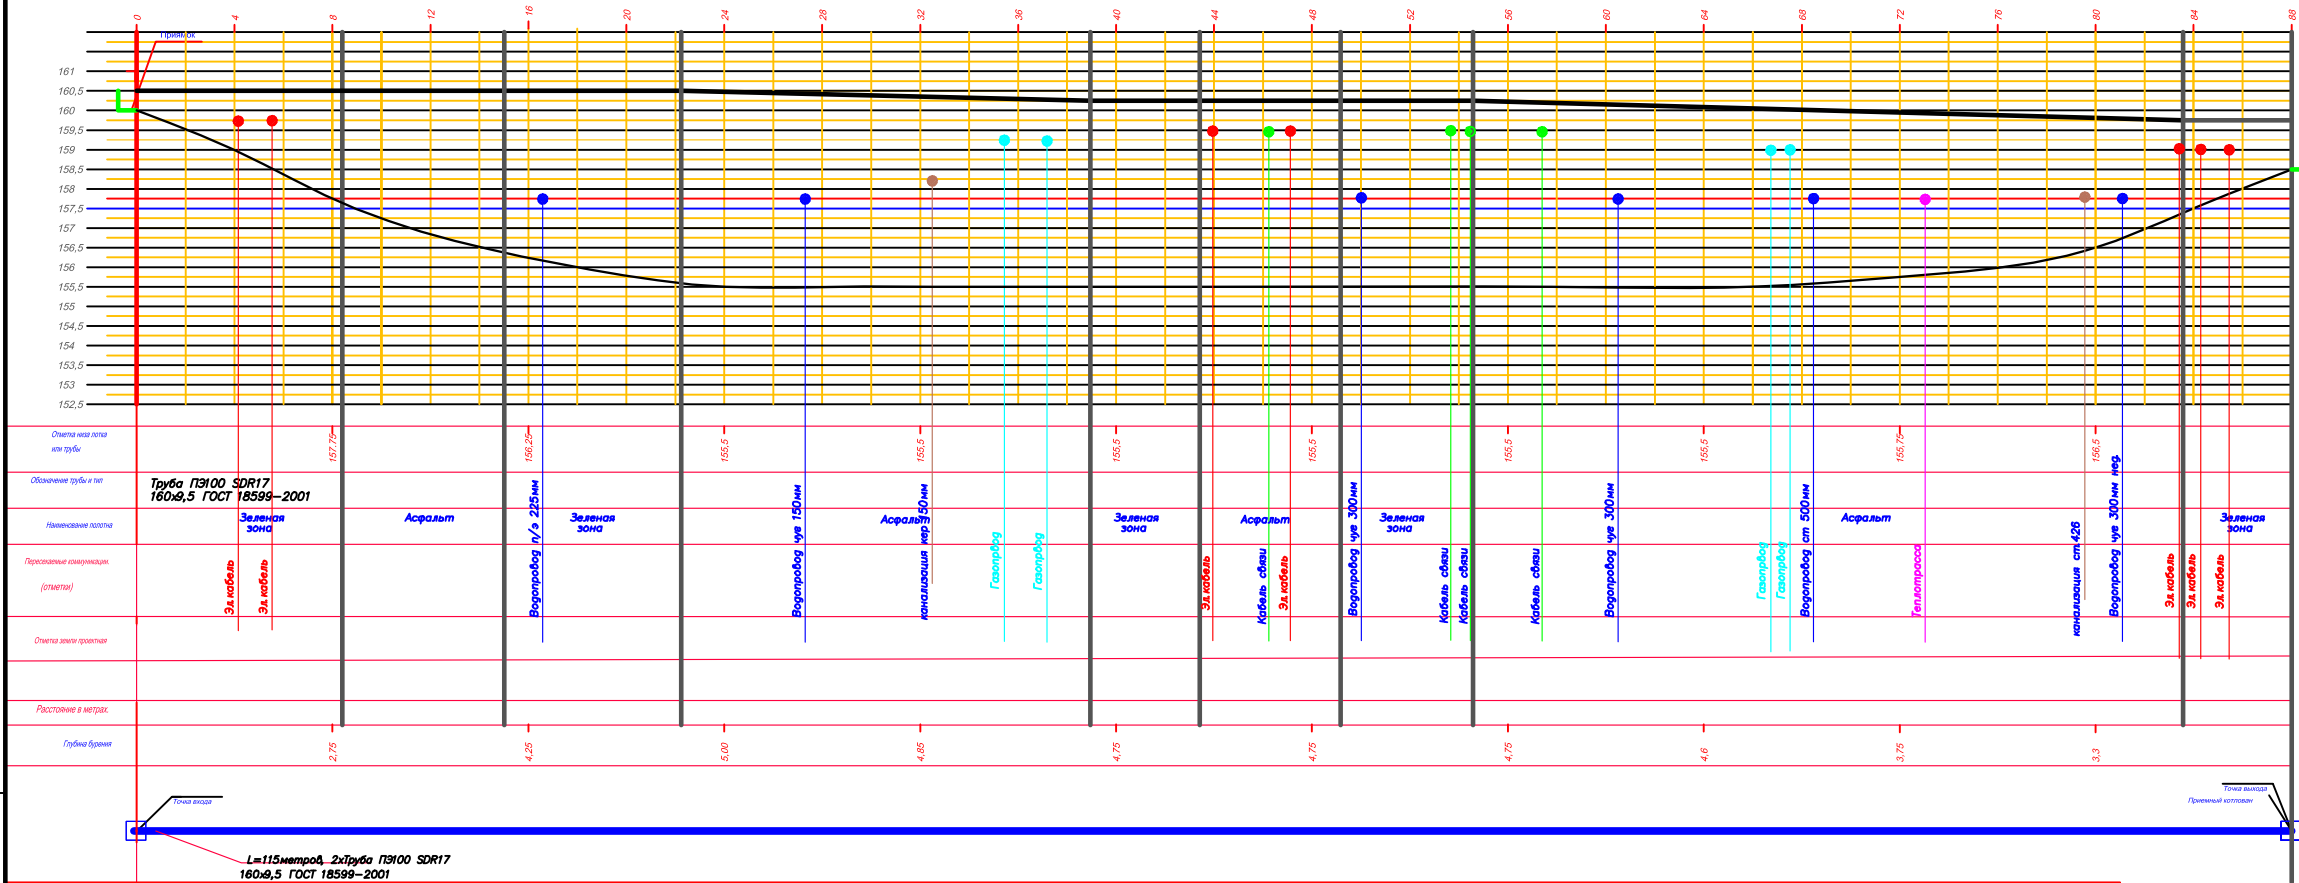 0 4 8 12 16 20 24 28 32 36 40 44 48 52 56 60 64 68 72 76 80 84 88
Приямок
161
160,5
160
159,5
159
158,5
158
157,5
157
156,5
156
155,5
155
154,5
154
153,5
153
152,5
Отметка низа лотка
или трубы
157,75 156,25 155,5 155,5 155,5 155,5 155,5 155,5 155,75 156,5
Обозначение трубы и тип
Труба ПЭ100 SDR17
160х9,5 ГОСТ 18599-2001
Наименование полотна
Зеленая
зона
Асфальт
Зеленая
зона
Асфальт
Зеленая
зона
Асфальт
Зеленая
зона
Асфальт
Зеленая
зона
Пересекаемые коммуникации.
(отметки)
Эл.кабель
Эл.кабель
Водопровод п/э 225мм
Водопровод чуг 150мм
канализация кер 150мм
Газопрвод
Газопрвод
Эл.кабель
Кабель связи
Эл.кабель
Водопровод чуг 300мм
Кабель связи
Кабель связи
Кабель связи
Водопровод чуг 300мм
Газопрвод
Газопрвод
Водопровод ст 500мм
Теплотрасса
канализация ст.426
Водопровод чуг 300мм нед.
Эл.кабель
Эл.кабель
Эл.кабель
Отметка земли проектная
Расстояние в метрах.
Глубина бурения
2,75 4,25 5,00 4,85 4,75 4,75 4,75 4,6 3,75 3,3
Точка входа
Точка выхода
Приемный котлован
L=115метров, 2хТруба ПЭ100 SDR17
160х9,5 ГОСТ 18599-2001